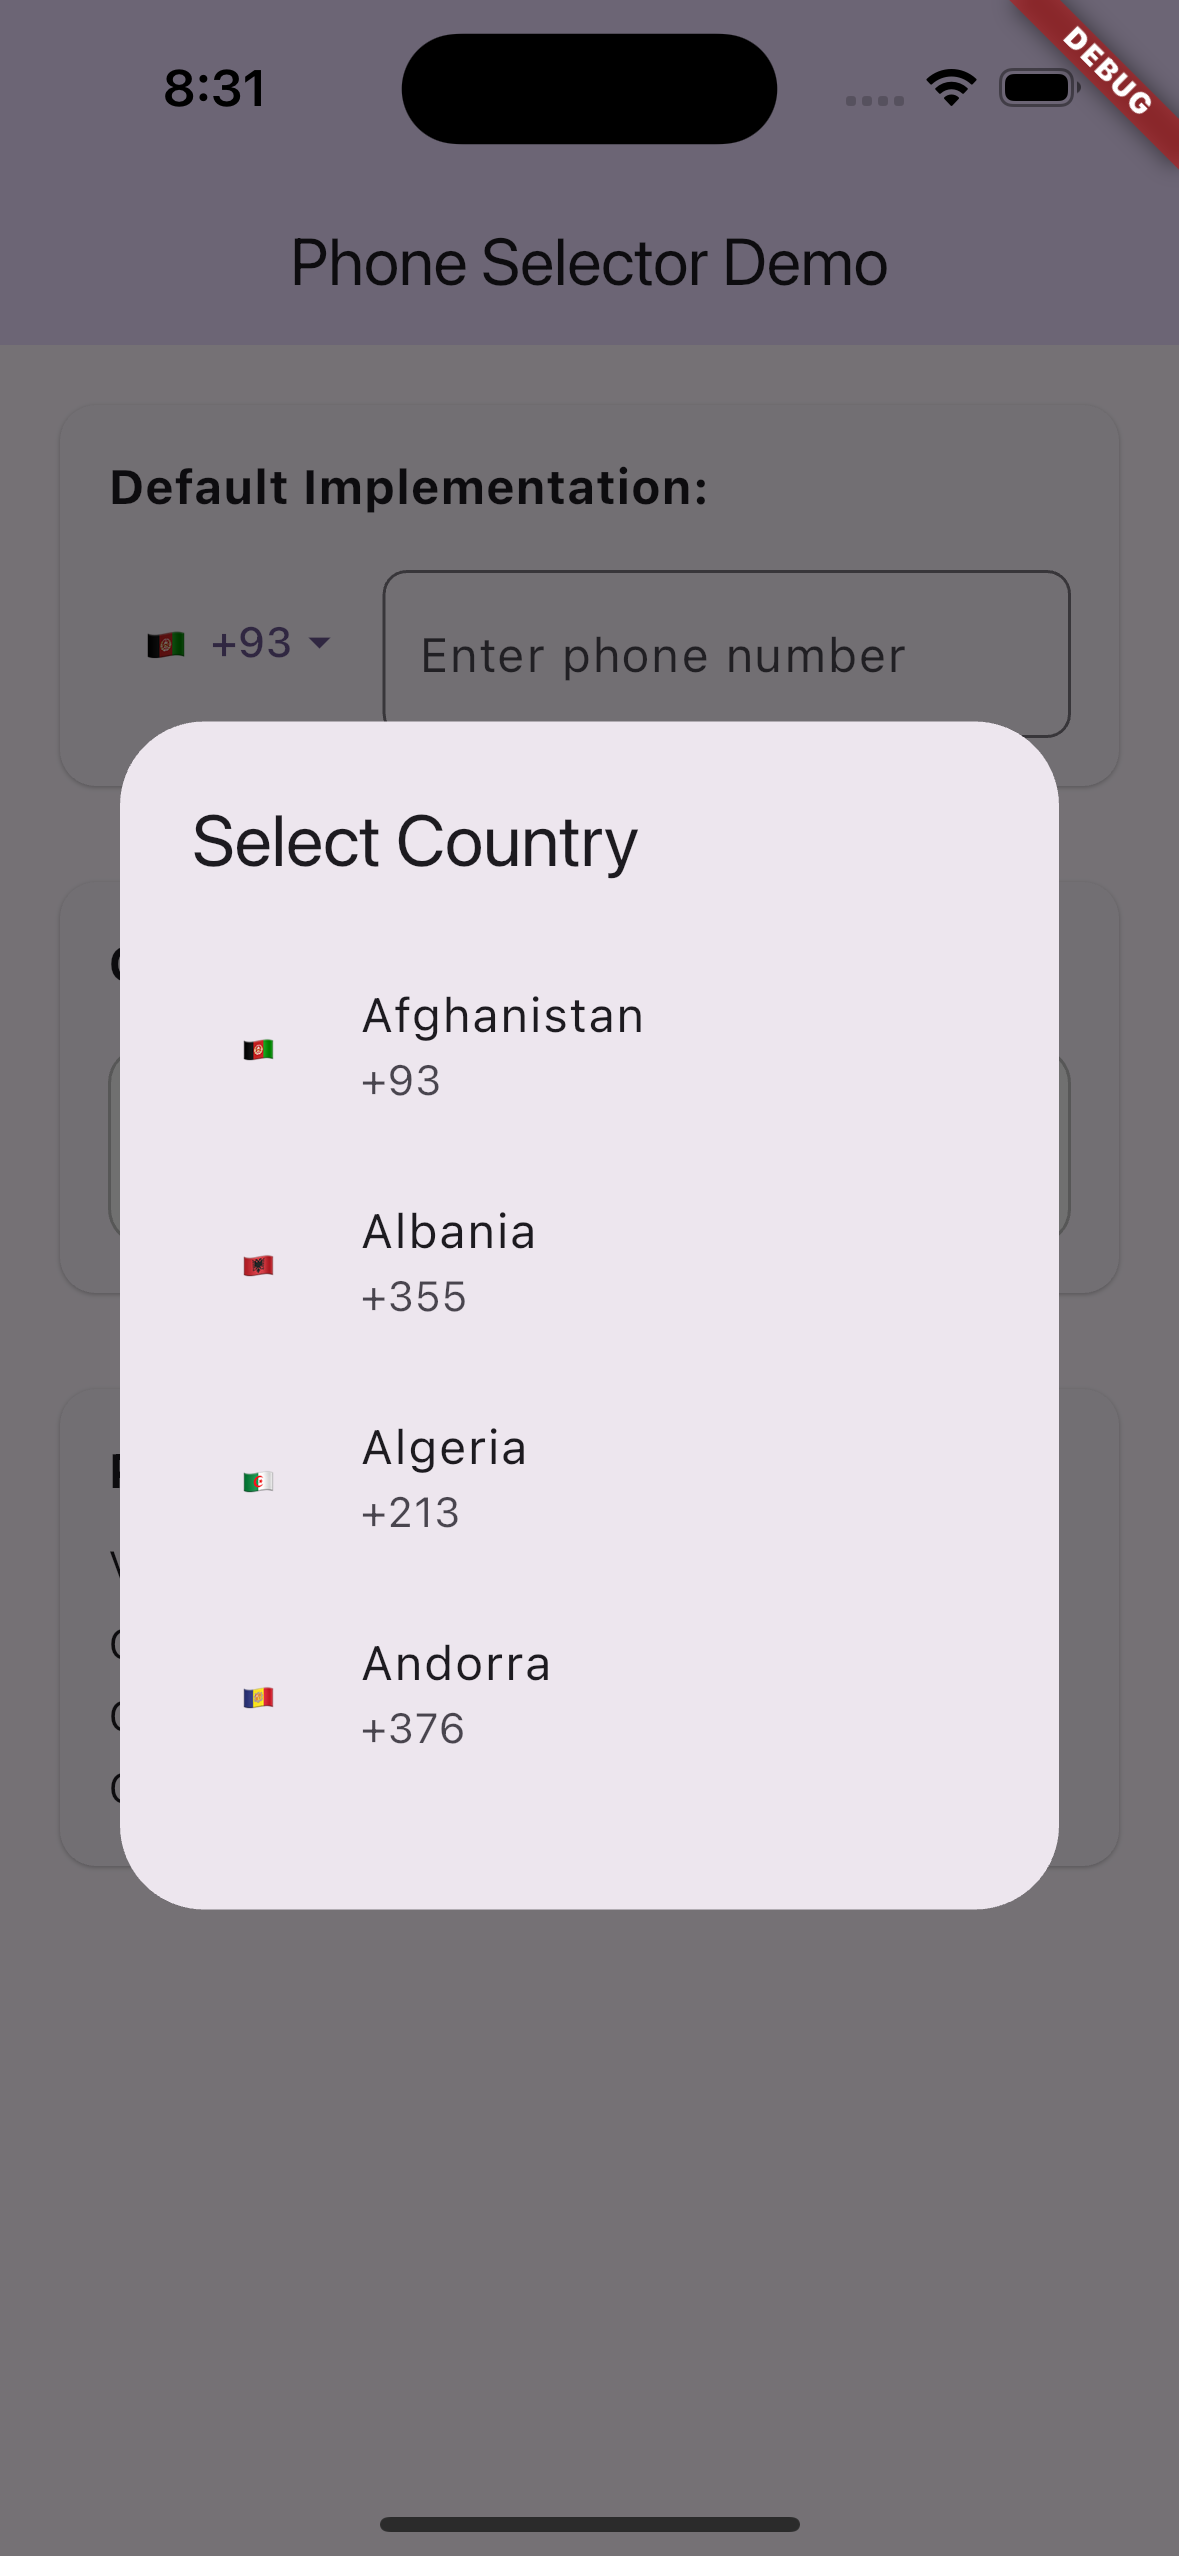 8:31
DEBUG
Phone Selector Demo
Default Implementation:
+93
Enter phone number
Select Country
Afghanistan
+93
Albania
+355
Algeria
+213
Andorra
+376